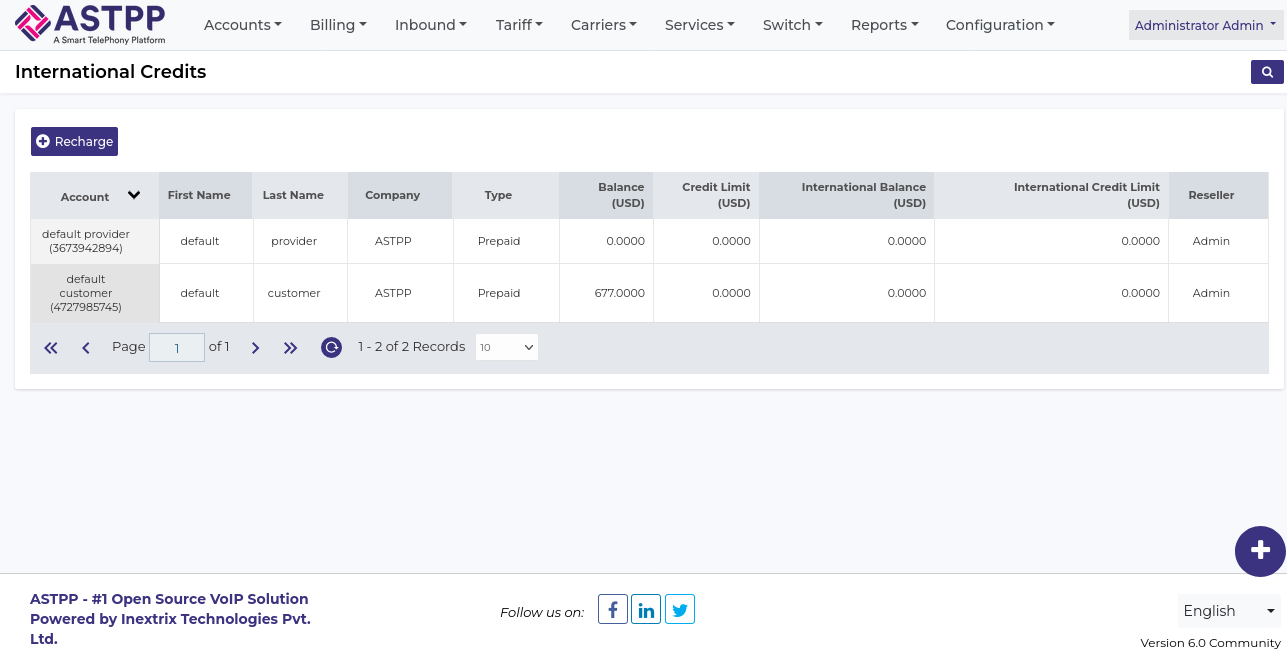 ASTPP
A Smart TelePhony Platform
Accounts Billing Inbound Tariff Carriers Services Switch Reports Configuration Administrator Admin
International Credits
Recharge
Account First Name Last Name Company Type Balance (USD) Credit Limit (USD) International Balance (USD) International Credit Limit (USD) Reseller
default provider (3673942894) default provider ASTPP Prepaid 0.0000 0.0000 0.0000 0.0000 Admin
default customer (4727985745) default customer ASTPP Prepaid 677.0000 0.0000 0.0000 0.0000 Admin
Page 1 of 1 1 - 2 of 2 Records 10
ASTPP - #1 Open Source VoIP Solution
Powered by Inextrix Technologies Pvt.
Ltd.
Follow us on:
English
Version 6.0 Community